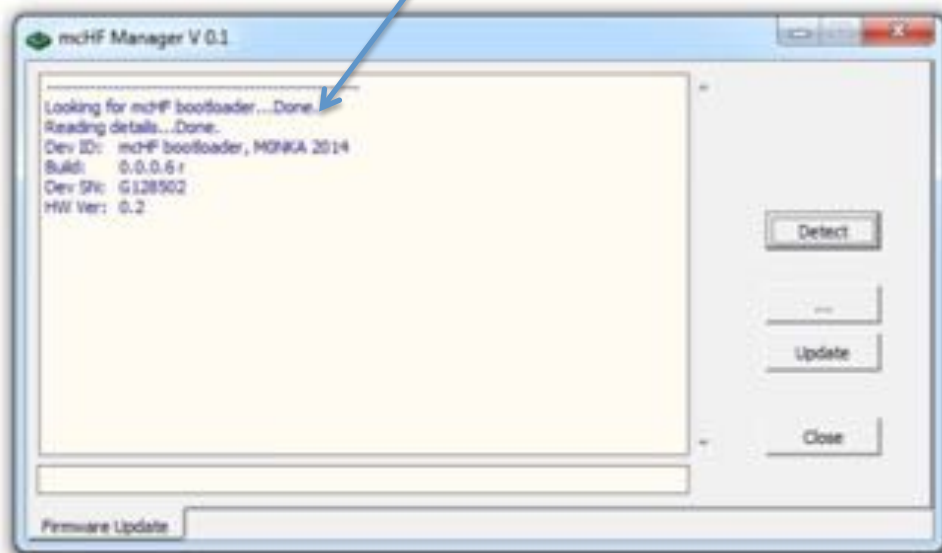 mcHF Manager V 0.1
Looking for mcHF bootloader...Done.
Reading details...Done.
Dev ID: mcHF bootloader, M0NKA 2014
Build: 0.0.0.6 r
Dev SN: G128502
HW Ver: 0.2
Detect
...
Update
Close
Firmware Update